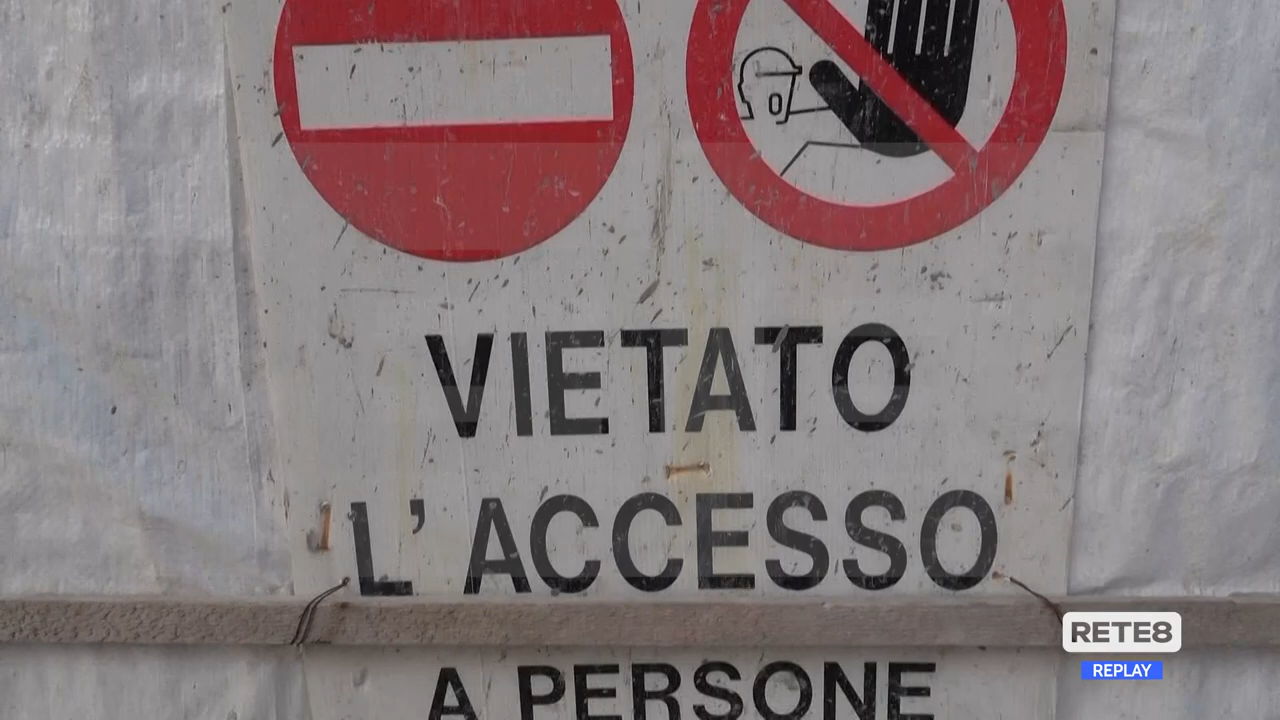 VIETATO
L'ACCESSO
A PERSONE
RETE8
REPLAY